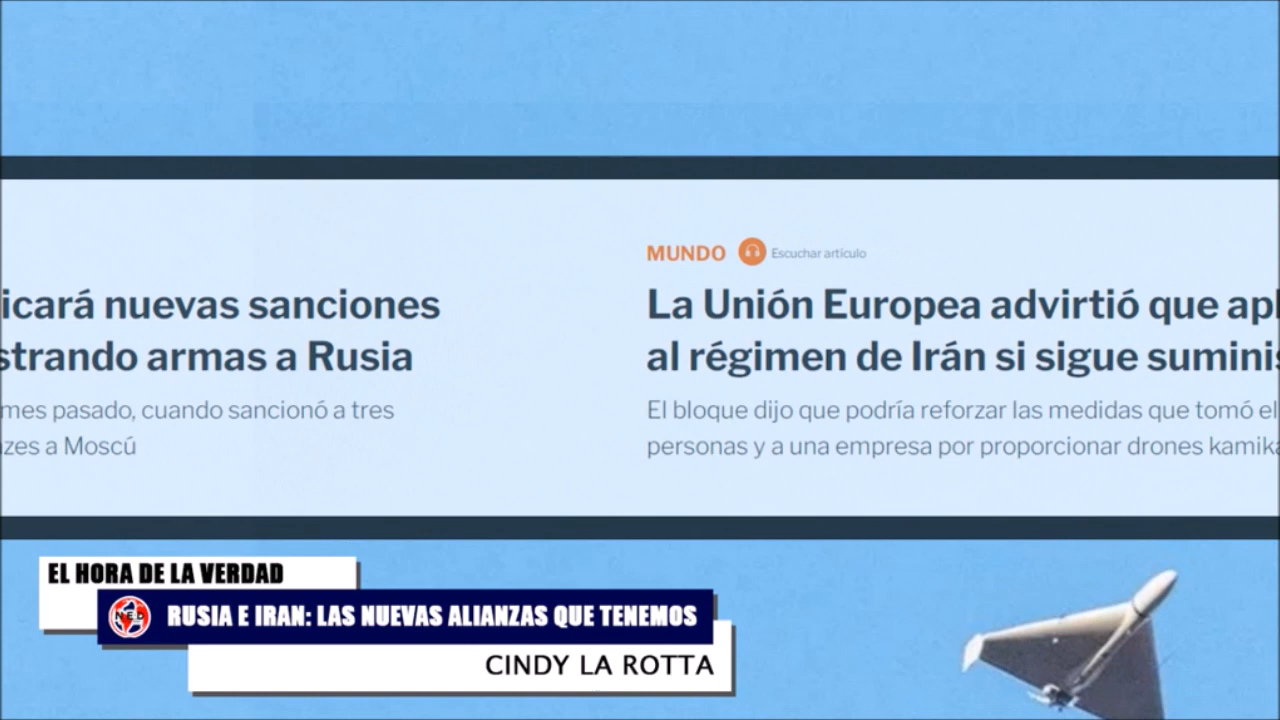 MUNDO Escuchar artículo
icará nuevas sanciones
strando armas a Rusia
mes pasado, cuando sancionó a tres
zes a Moscú
La Unión Europea advirtió que apl
al régimen de Irán si sigue suminis
El bloque dijo que podría reforzar las medidas que tomó el
personas y a una empresa por proporcionar drones kamika
EL HORA DE LA VERDAD
RUSIA E IRAN: LAS NUEVAS ALIANZAS QUE TENEMOS
CINDY LA ROTTA